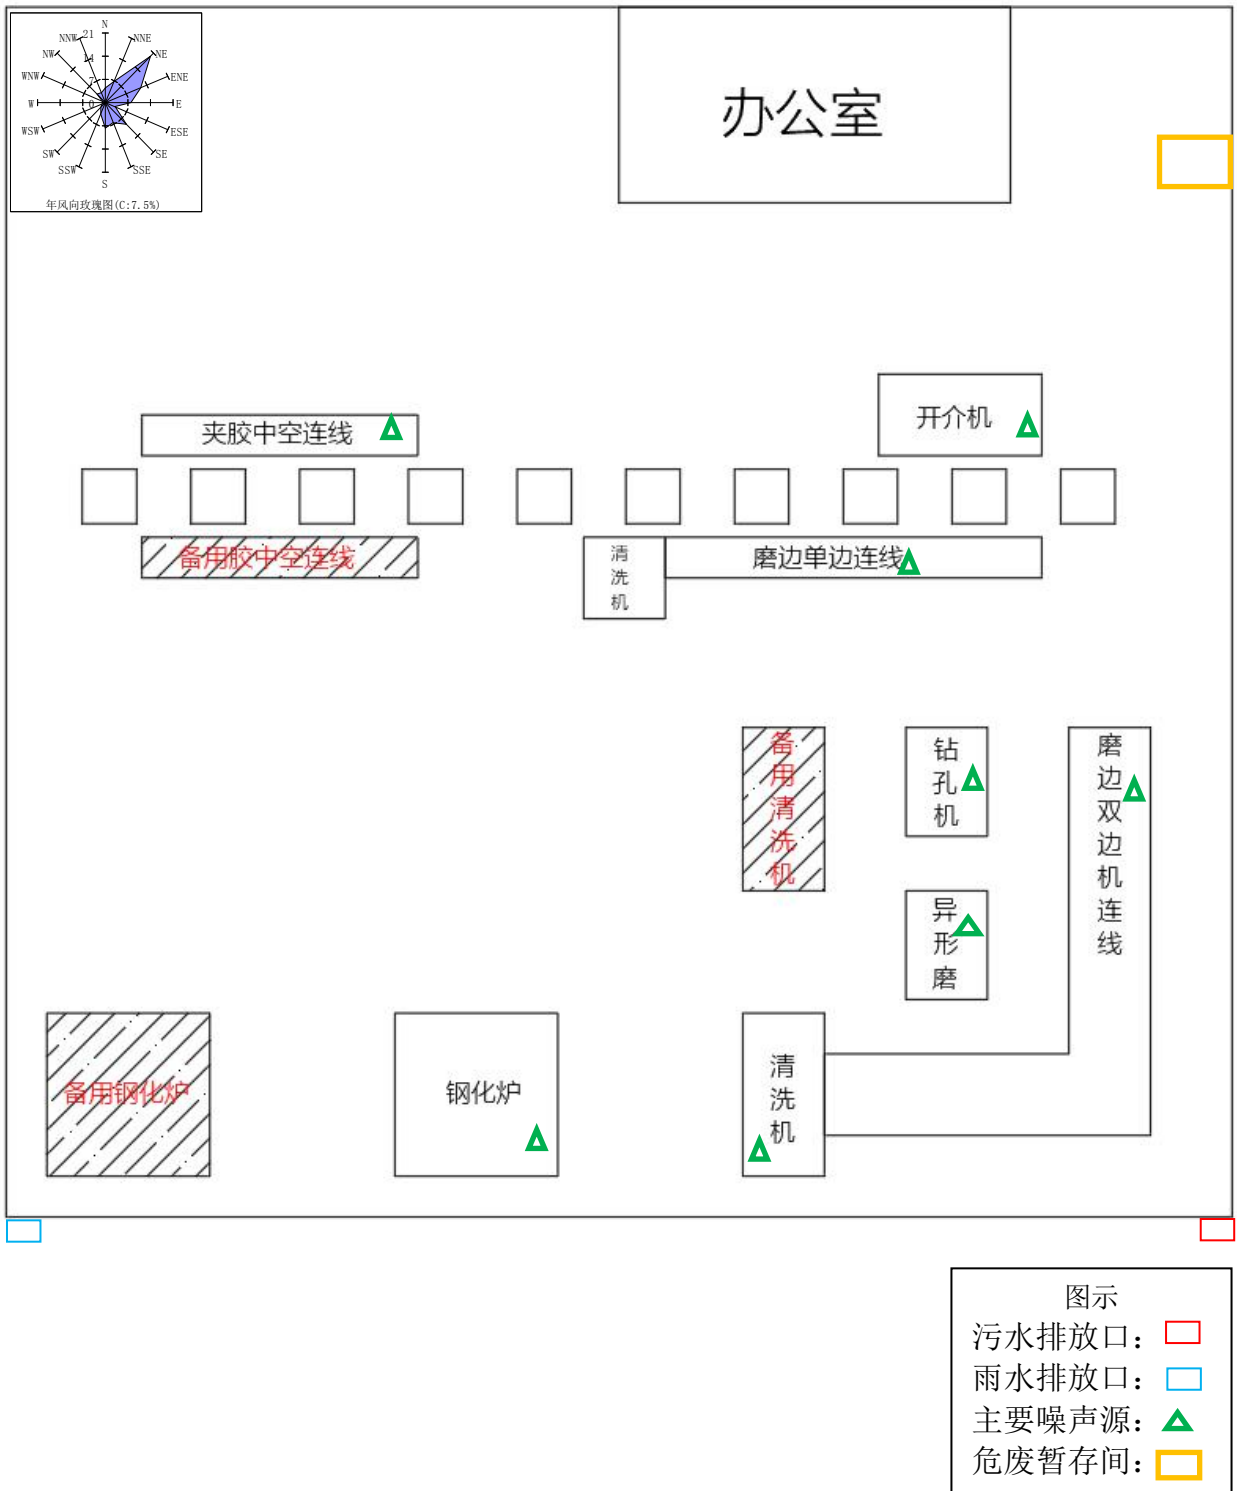 N
NNW
21
NNE
NW
14
NE
WNW
7
ENE
W
0
E
WSW
ESE
SW
SE
SSW
SSE
S
年风向玫瑰图(C:7.5%)
办公室
开介机
夹胶中空连线
备用胶中空连线
清洗机
磨边单边连线
备用清洗机
钻孔机
磨边双边机连线
异形磨
备用钢化炉
钢化炉
清洗机
图示
污水排放口：
雨水排放口：
主要噪声源：
危废暂存间：